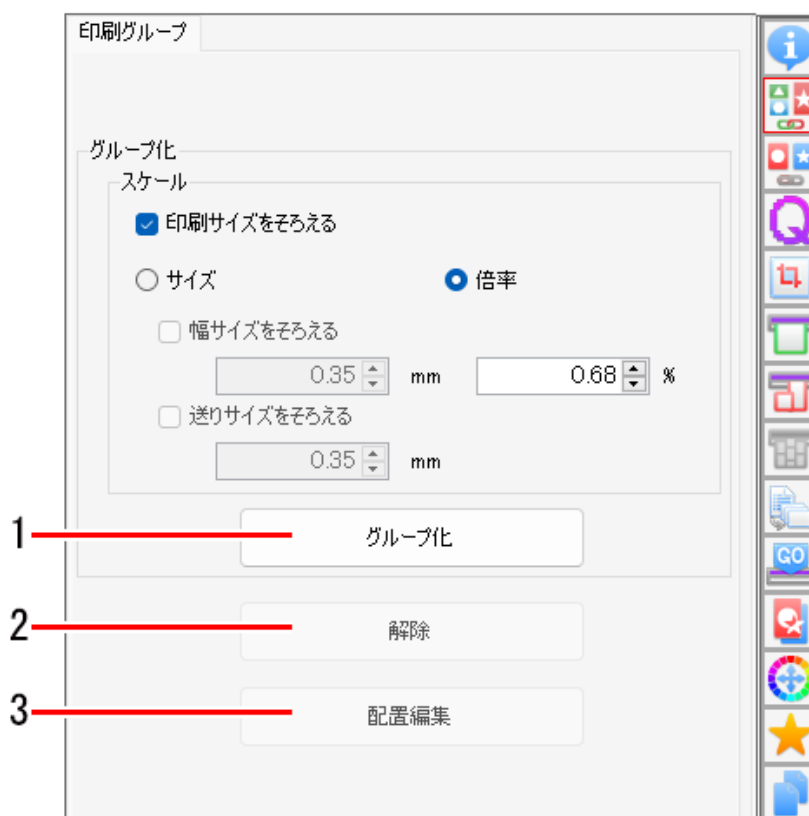 印刷グループ
グループ化
スケール
印刷サイズをそろえる
サイズ 倍率
幅サイズをそろえる
0.35 mm 0.68 %
送りサイズをそろえる
0.35 mm
1 グループ化
2 解除
3 配置編集
i
Q
GO